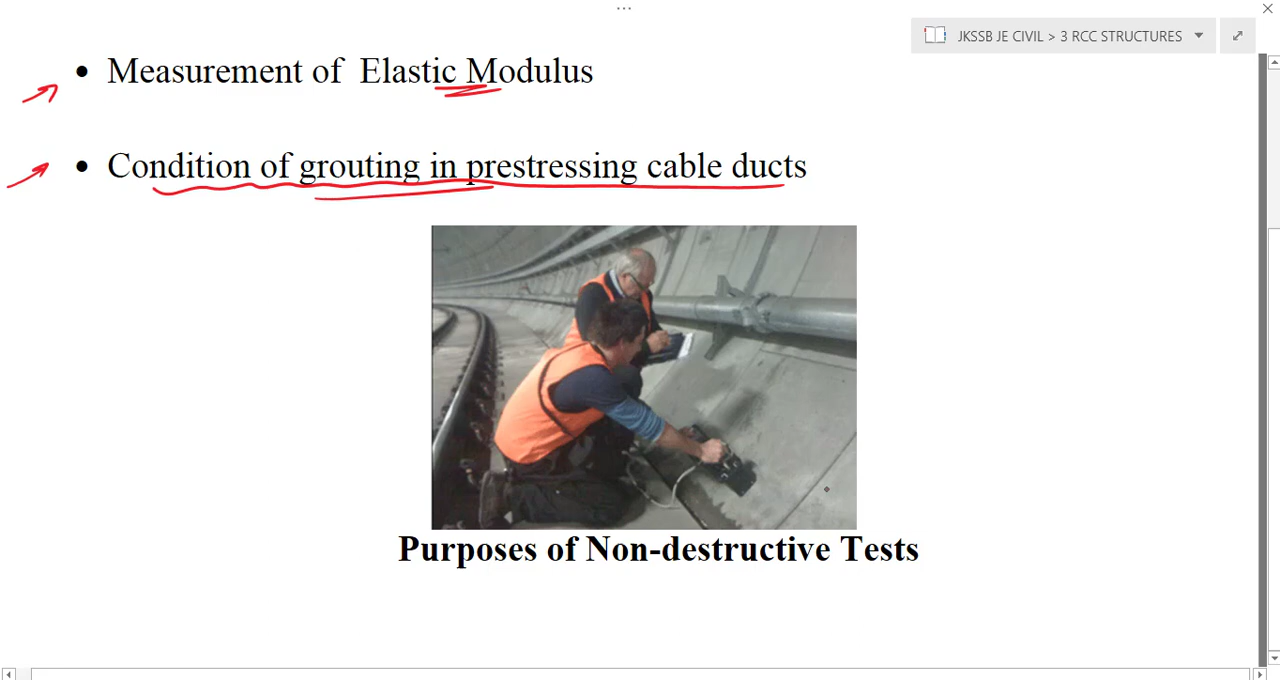 JKSSB JE CIVIL > 3 RCC STRUCTURES
• Measurement of Elastic Modulus
• Condition of grouting in prestressing cable ducts
Purposes of Non-destructive Tests